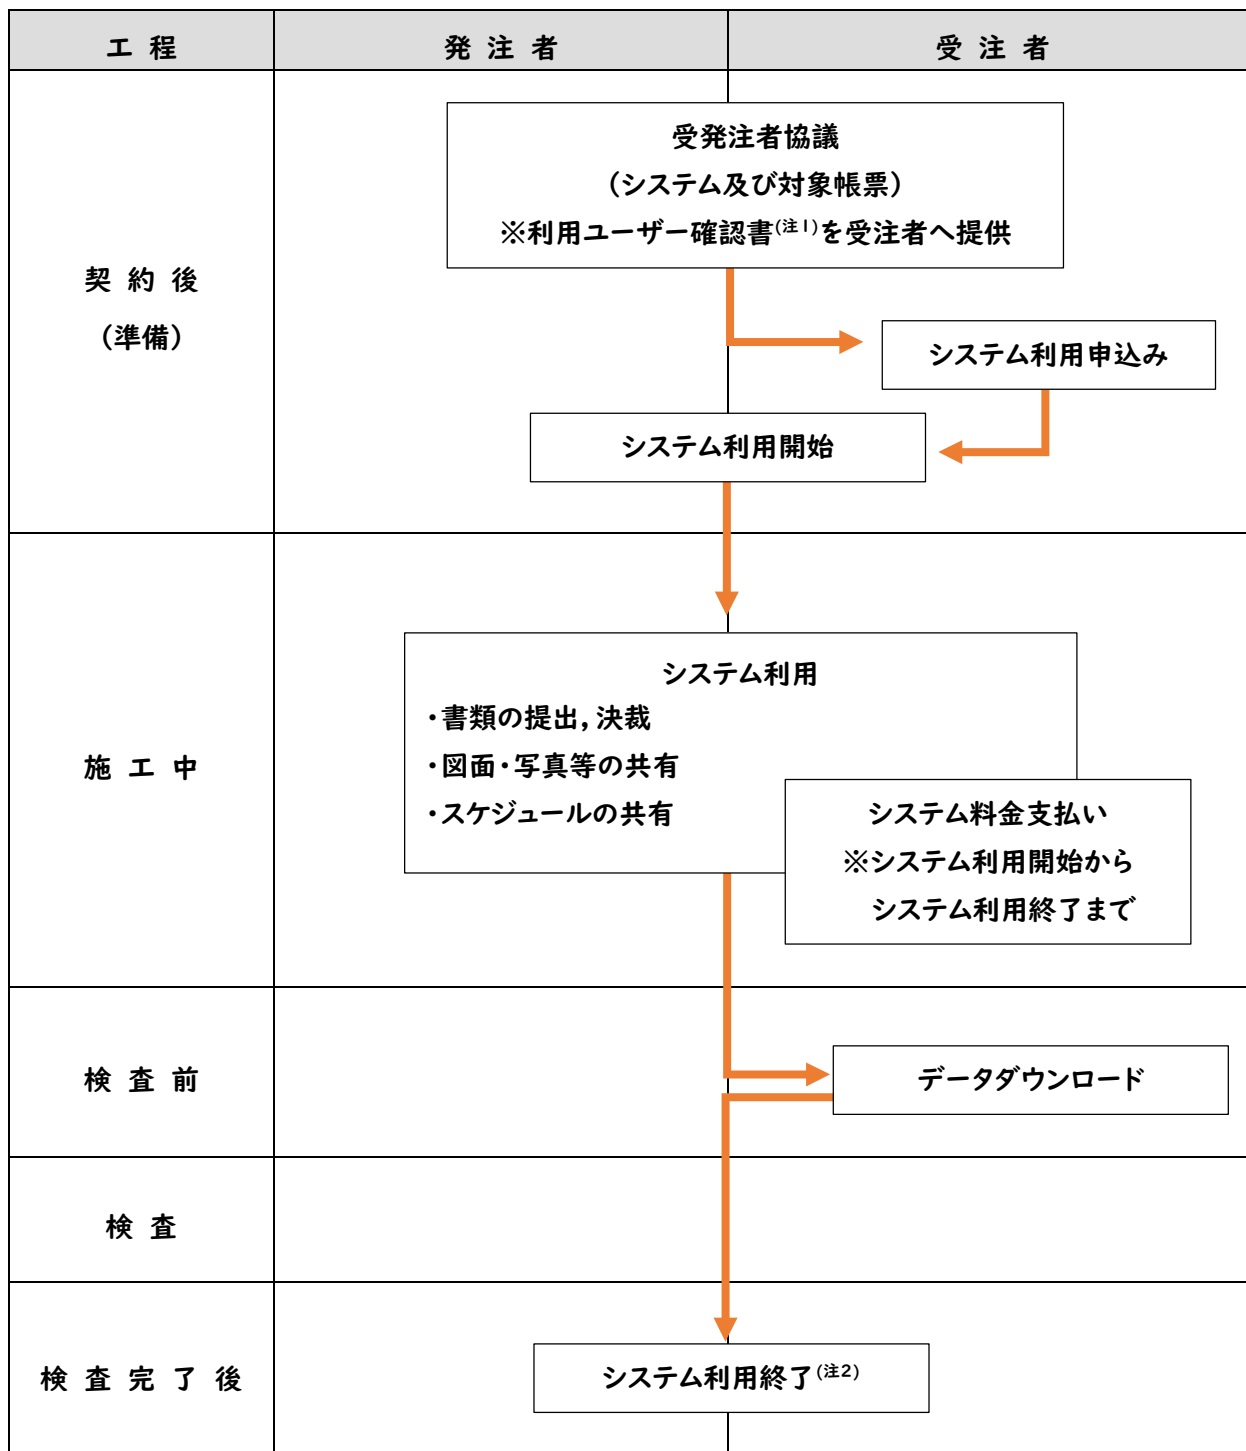 工程 発注者 受注者
受発注者協議
(システム及び対象帳票)
※利用ユーザー確認書(注1)を受注者へ提供
契約後
(準備)
システム利用申込み
システム利用開始
施工中
システム利用
・書類の提出,決裁
・図面・写真等の共有
・スケジュールの共有
システム料金支払い
※システム利用開始から
システム利用終了まで
検査前
データダウンロード
検査
検査完了後
システム利用終了(注2)